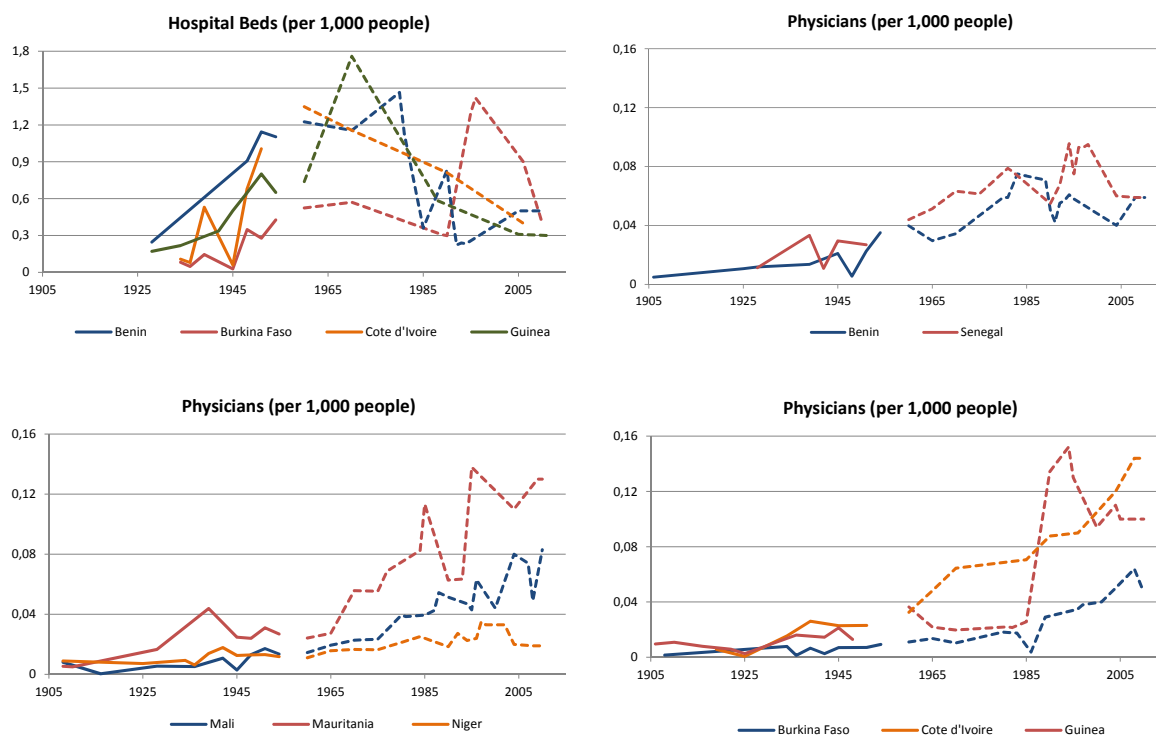 Hospital Beds (per 1,000 people)
1,8
1,5
1,2
0,9
0,6
0,3
0
1905 1925 1945 1965 1985 2005
Benin Burkina Faso Cote d'Ivoire Guinea
Physicians (per 1,000 people)
0,16
0,12
0,08
0,04
0
1905 1925 1945 1965 1985 2005
Benin Senegal
Physicians (per 1,000 people)
0,16
0,12
0,08
0,04
0
1905 1925 1945 1965 1985 2005
Mali Mauritania Niger
Physicians (per 1,000 people)
0,16
0,12
0,08
0,04
0
1905 1925 1945 1965 1985 2005
Burkina Faso Cote d'Ivoire Guinea